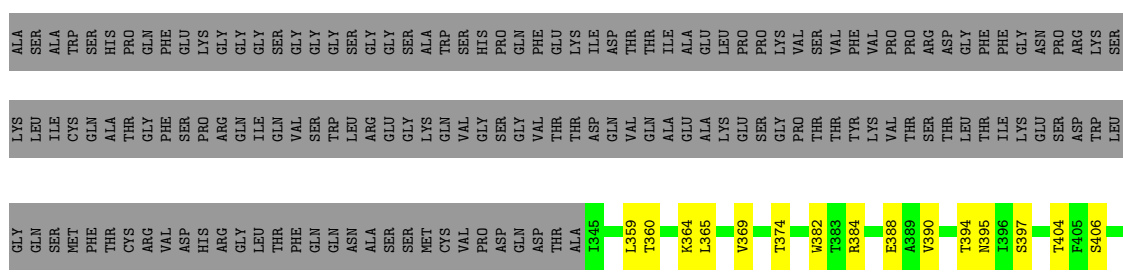 ALA SER ALA TRP SER HIS PRO GLN PHE GLU LYS GLY GLY GLY SER GLY GLY GLY SER GLY GLY SER ALA TRP SER HIS PRO GLN PHE GLU LYS ILE ASP THR THR ILE ALA GLU LEU PRO PRO LYS VAL SER VAL PHE VAL PRO PRO ARG ASP GLY PHE PHE GLY ASN PRO ARG LYS SER
LYS LEU ILE CYS GLN ALA THR GLY PHE SER PRO ARG GLN ILE GLN VAL SER TRP LEU ARG GLU GLY LYS GLN VAL GLY SER GLY VAL THR THR ASP GLN VAL GLN ALA GLU ALA LYS GLU SER GLY PRO THR THR TYR LYS VAL THR SER THR LEU THR ILE LYS GLU SER ASP TRP LEU
GLY GLN SER MET PHE THR CYS ARG VAL ASP HIS ARG GLY LEU THR PHE GLN GLN ASN ALA SER SER MET CYS VAL PRO ASP GLN ASP THR ALA I345 L359 T360 K364 L365 V369 T374 W382 T383 R384 E388 A389 V390 T394 N395 I396 S397 T404 F405 S406